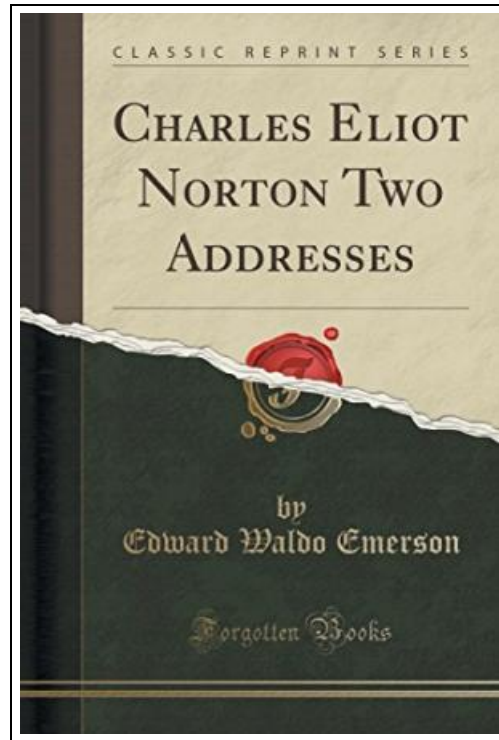 CLASSIC REPRINT SERIES
CHARLES ELIOT
NORTON TWO
ADDRESSES
by
Edward Waldo Emerson
Forgotten Books